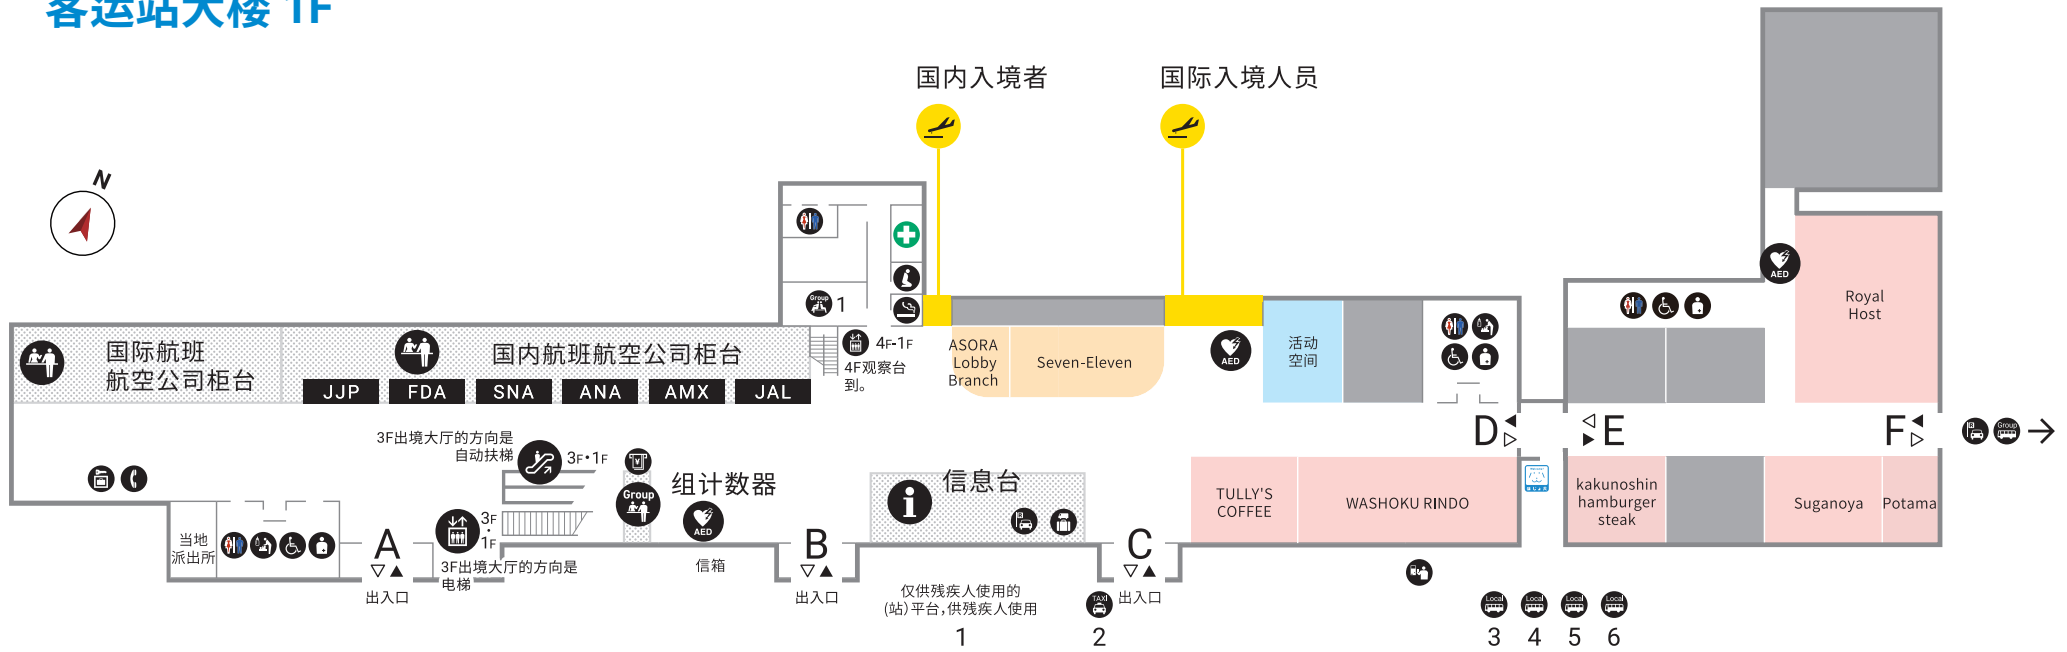 客运站大楼 1F
国内入境者
国际入境人员
N
Group
1
4F-1F
4F观察台
到。
国际航班
航空公司柜台
国内航班航空公司柜台
JJP
FDA
SNA
ANA
AMX
JAL
ASORA
Lobby
Branch
Seven-Eleven
AED
活动
空间
AED
Royal
Host
3F出境大厅的方向是
自动扶梯
3F•1F
Group
组计数器
AED
信箱
信息台
TULLY'S
COFFEE
WASHOKU RINDO
D
E
F
Group
kakunoshin
hamburger
steak
Suganoya
Potama
当地
派出所
A
出入口
3F
·
1F
3F出境大厅的方向是
电梯
B
出入口
C
出入口
仅供残疾人使用的
(站)平台,供残疾人使用
1
TAXI
2
Local
3
Local
4
Local
5
Local
6